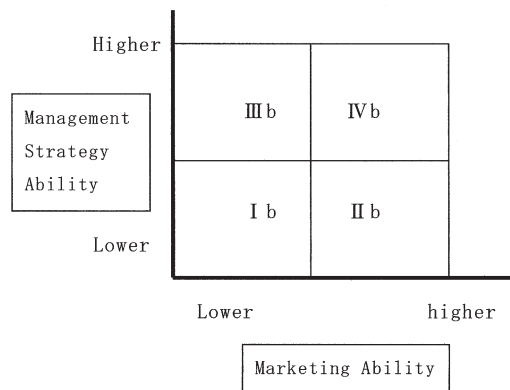 Higher
Ⅲb Ⅳb
Management
Strategy
Ability
Ⅰb Ⅱb
Lower
Lower higher
Marketing Ability